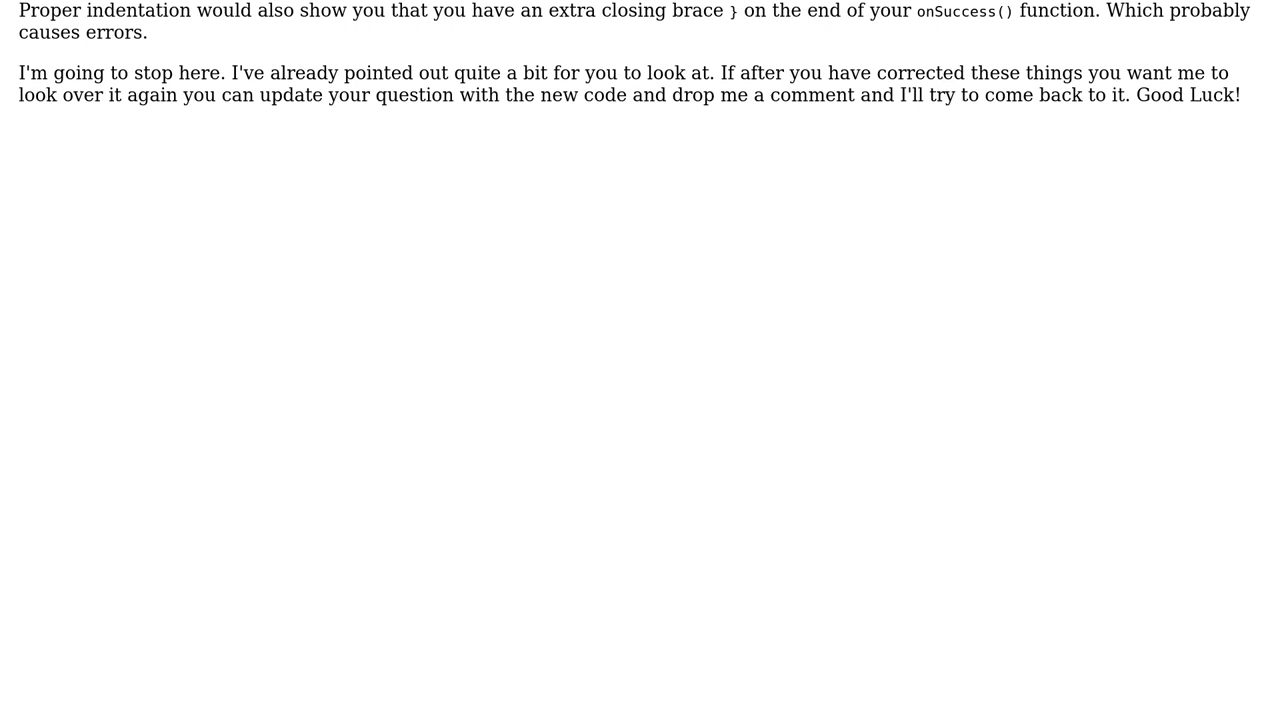 Proper indentation would also show you that you have an extra closing brace } on the end of your onSuccess() function. Which probably
causes errors.
I'm going to stop here. I've already pointed out quite a bit for you to look at. If after you have corrected these things you want me to
look over it again you can update your question with the new code and drop me a comment and I'll try to come back to it. Good Luck!